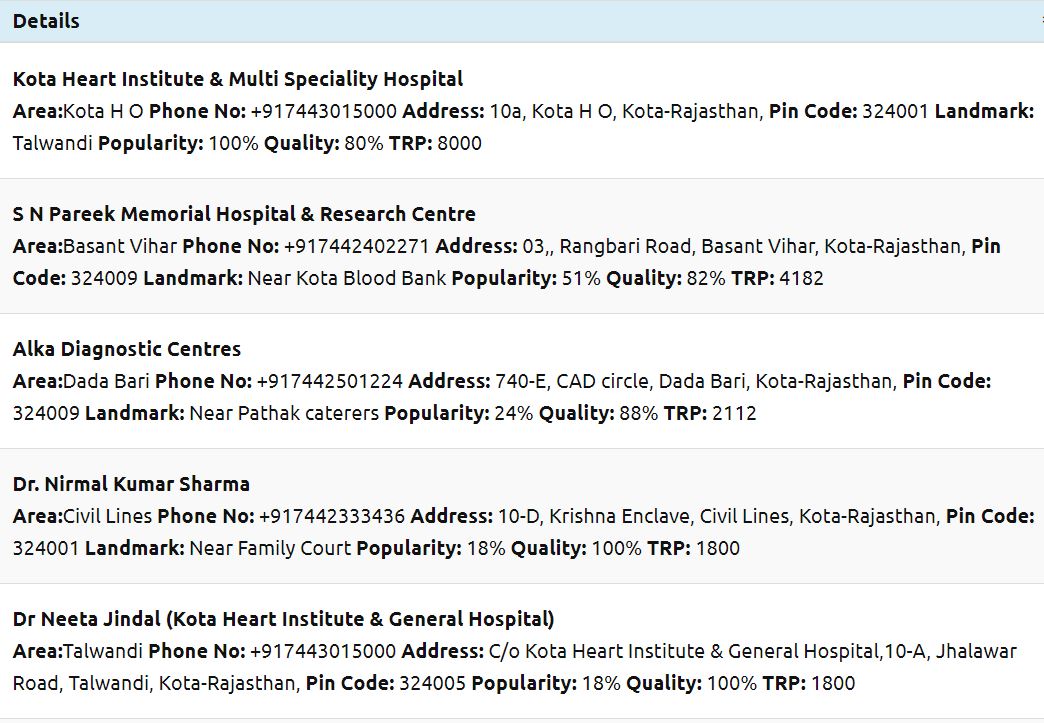 Details
Kota Heart Institute & Multi Speciality Hospital
Area:Kota H O Phone No: +917443015000 Address: 10a, Kota H O, Kota-Rajasthan, Pin Code: 324001 Landmark:
Talwandi Popularity: 100% Quality: 80% TRP: 8000
S N Pareek Memorial Hospital & Research Centre
Area:Basant Vihar Phone No: +917442402271 Address: 03,, Rangbari Road, Basant Vihar, Kota-Rajasthan, Pin
Code: 324009 Landmark: Near Kota Blood Bank Popularity: 51% Quality: 82% TRP: 4182
Alka Diagnostic Centres
Area:Dada Bari Phone No: +917442501224 Address: 740-E, CAD circle, Dada Bari, Kota-Rajasthan, Pin Code:
324009 Landmark: Near Pathak caterers Popularity: 24% Quality: 88% TRP: 2112
Dr. Nirmal Kumar Sharma
Area:Civil Lines Phone No: +917442333436 Address: 10-D, Krishna Enclave, Civil Lines, Kota-Rajasthan, Pin Code:
324001 Landmark: Near Family Court Popularity: 18% Quality: 100% TRP: 1800
Dr Neeta Jindal (Kota Heart Institute & General Hospital)
Area:Talwandi Phone No: +917443015000 Address: C/o Kota Heart Institute & General Hospital,10-A, Jhalawar
Road, Talwandi, Kota-Rajasthan, Pin Code: 324005 Popularity: 18% Quality: 100% TRP: 1800